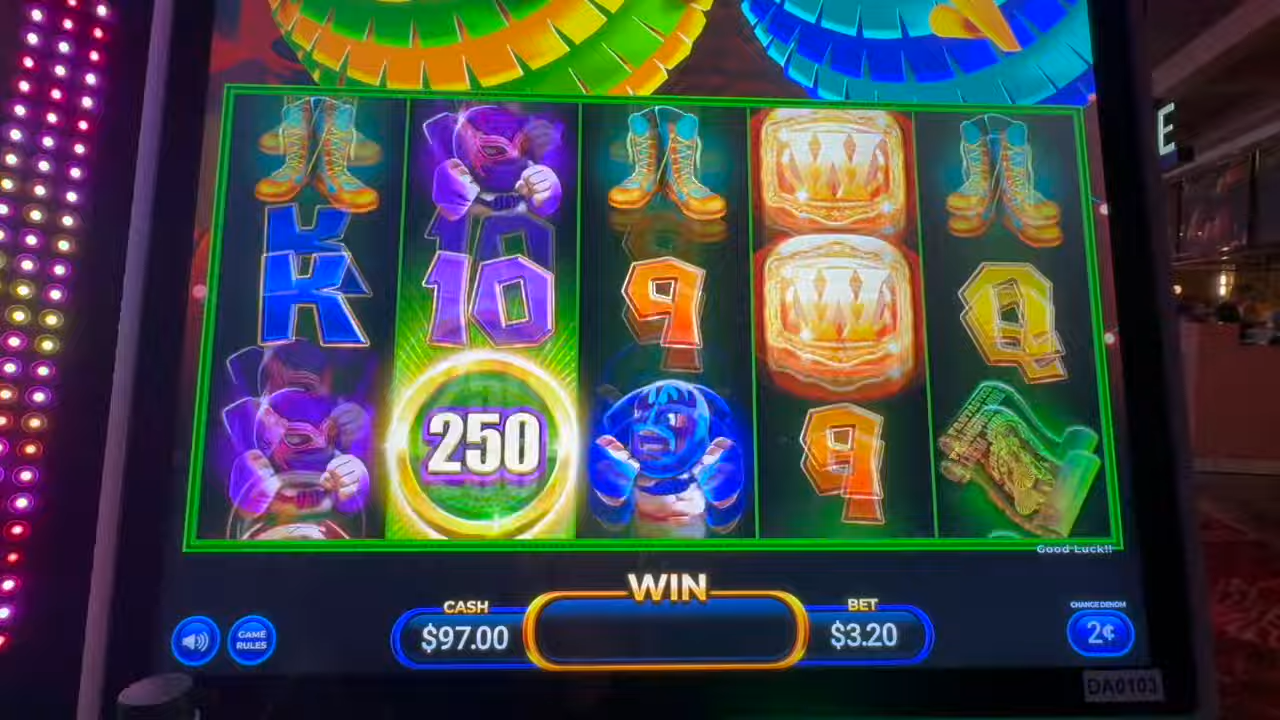 E
K
10
9
Q
250
9
Good Luck!!
WIN
CASH
$97.00
BET
$3.20
GAME
RULES
CHANGE DENOM
2¢
DA0103